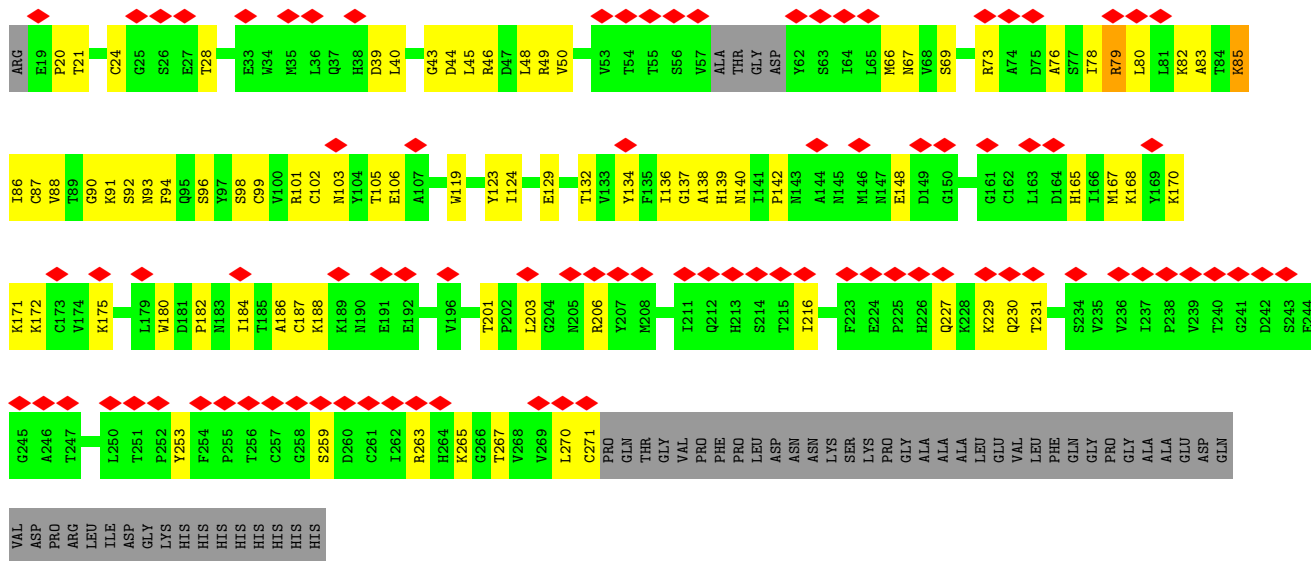 ARG E19 P20 T21 C24 G25 S26 E27 T28 E33 W34 M35 L36 Q37 H38 D39 L40 G43 D44 L45 R46 D47 L48 R49 V50 V53 T54 T55 S56 V57 ALA THR GLY ASP Y62 S63 I64 L65 M66 N67 V68 S69 R73 A74 D75 A76 S77 I78 R79 L80 L81 K82 A83 T84 K85
I86 C87 V88 T89 G90 K91 S92 N93 F94 Q95 S96 Y97 S98 C99 V100 R101 C102 N103 Y104 T105 E106 A107 W119 Y123 I124 E129 T132 V133 Y134 F135 I136 G137 A138 H139 N140 I141 P142 N143 A144 N145 M146 N147 E148 D149 G150 G161 C162 L163 D164 H165 I166 M167 K168 Y169 K170
K171 K172 C173 V174 K175 L179 W180 D181 P182 N183 I184 T185 A186 C187 K188 K189 N190 E191 E192 V196 T201 P202 L203 G204 N205 R206 Y207 M208 I211 Q212 H213 S214 T215 I216 F223 E224 P225 H226 Q227 K228 K229 Q230 T231 S234 V235 V236 I237 P238 V239 T240 G241 D242 S243 E244
G245 A246 T247 L250 T251 P252 Y253 F254 P255 T256 C257 G258 S259 D260 C261 I262 R263 H264 K265 G266 T267 V268 V269 L270 C271 PRO GLN THR GLY VAL PRO PHE PRO LEU ASP ASN ASN LYS SER LYS PRO GLY ALA ALA ALA LEU GLU VAL LEU PHE GLN GLY PRO GLY ALA ALA GLU ASP GLN
VAL ASP PRO ARG LEU ILE ASP GLY LYS HIS HIS HIS HIS HIS HIS HIS HIS